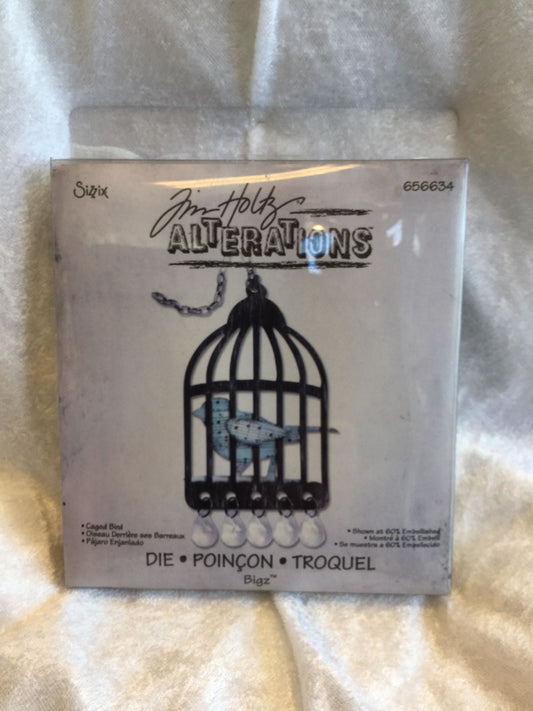 Sizzix
656634
Tim Holtz
ALTERATIONS™
• Caged Bird
• Oiseau Derrière ses Barreaux
• Pájaro Enjaulado
• Shown at 60% Embellished
• Montré à 60% Embelli
• Se muestra a 60% Embellecido
DIE • POINÇON • TROQUEL
Bigz™